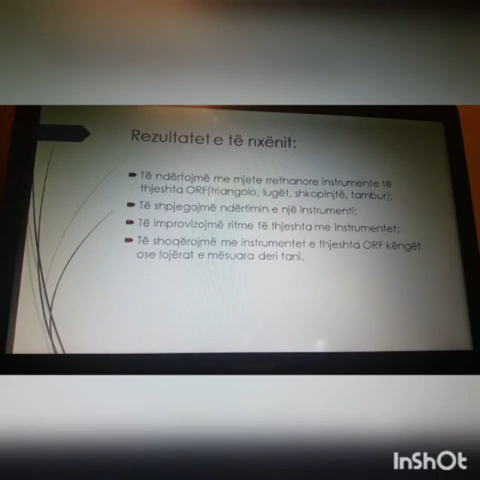 Rezultatet e të nxënit:
Të ndërtojmë me mjete rrethanore instrumente të
thjeshta ORF(triangolo, lugët, shkopinjtë, tambur);
Të shpjegojmë ndërtimin e një instrumenti;
Të improvizojmë ritme të thjeshta me instrumentet;
Të shoqërojmë me instrumentet e thjeshta ORF këngët
ose lojërat e mësuara deri tani.
InShOt